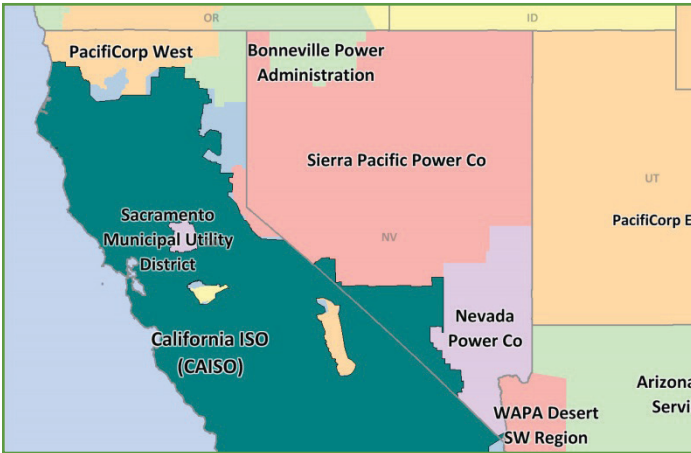 OR
ID
PacifiCorp West
Bonneville Power
Administration
Sierra Pacific Power Co
UT
PacifiCorp E
Sacramento
Municipal Utility
District
NV
Nevada
Power Co
California ISO
(CAISO)
Arizona
Servi
WAPA Desert
SW Region